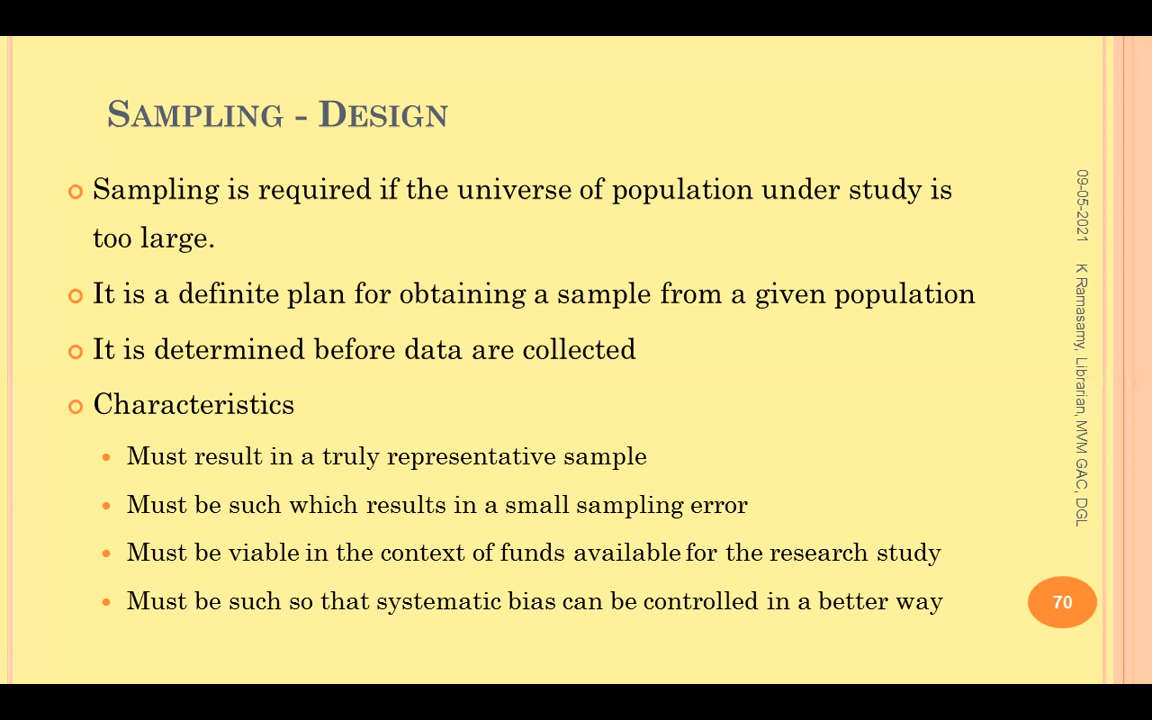 SAMPLING - DESIGN
Sampling is required if the universe of population under study is
too large.
It is a definite plan for obtaining a sample from a given population
It is determined before data are collected
Characteristics
Must result in a truly representative sample
Must be such which results in a small sampling error
Must be viable in the context of funds available for the research study
Must be such so that systematic bias can be controlled in a better way
09-05-2021
K Ramasamy, Librarian, MVM GAC, DGL
70